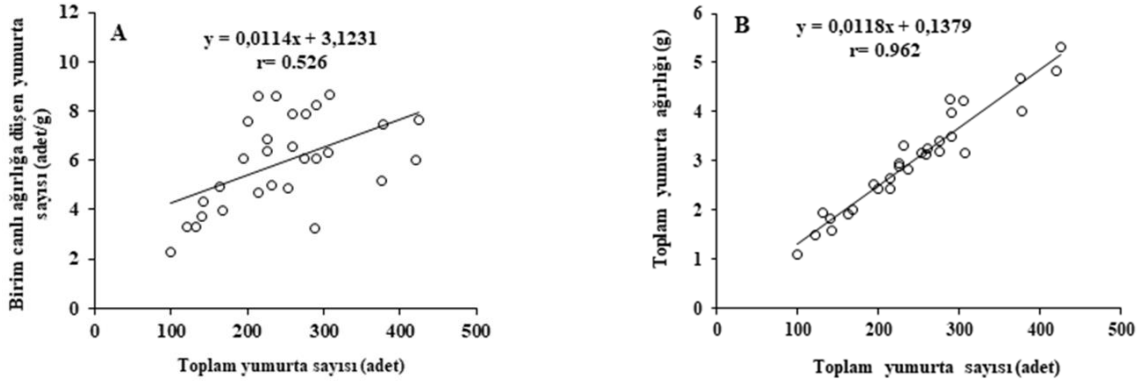 A
y = 0,0114x + 3,1231
r= 0.526
Birim canlı ağırlığa düşen yumurta
sayısı (adet/g)
12
10
8
6
4
2
0
0 100 200 300 400 500
Toplam yumurta sayısı (adet)
B
y = 0,0118x + 0,1379
r= 0.962
Toplam yumurta ağırlığı (g)
6
5
4
3
2
1
0
0 100 200 300 400 500
Toplam yumurta sayısı (adet)